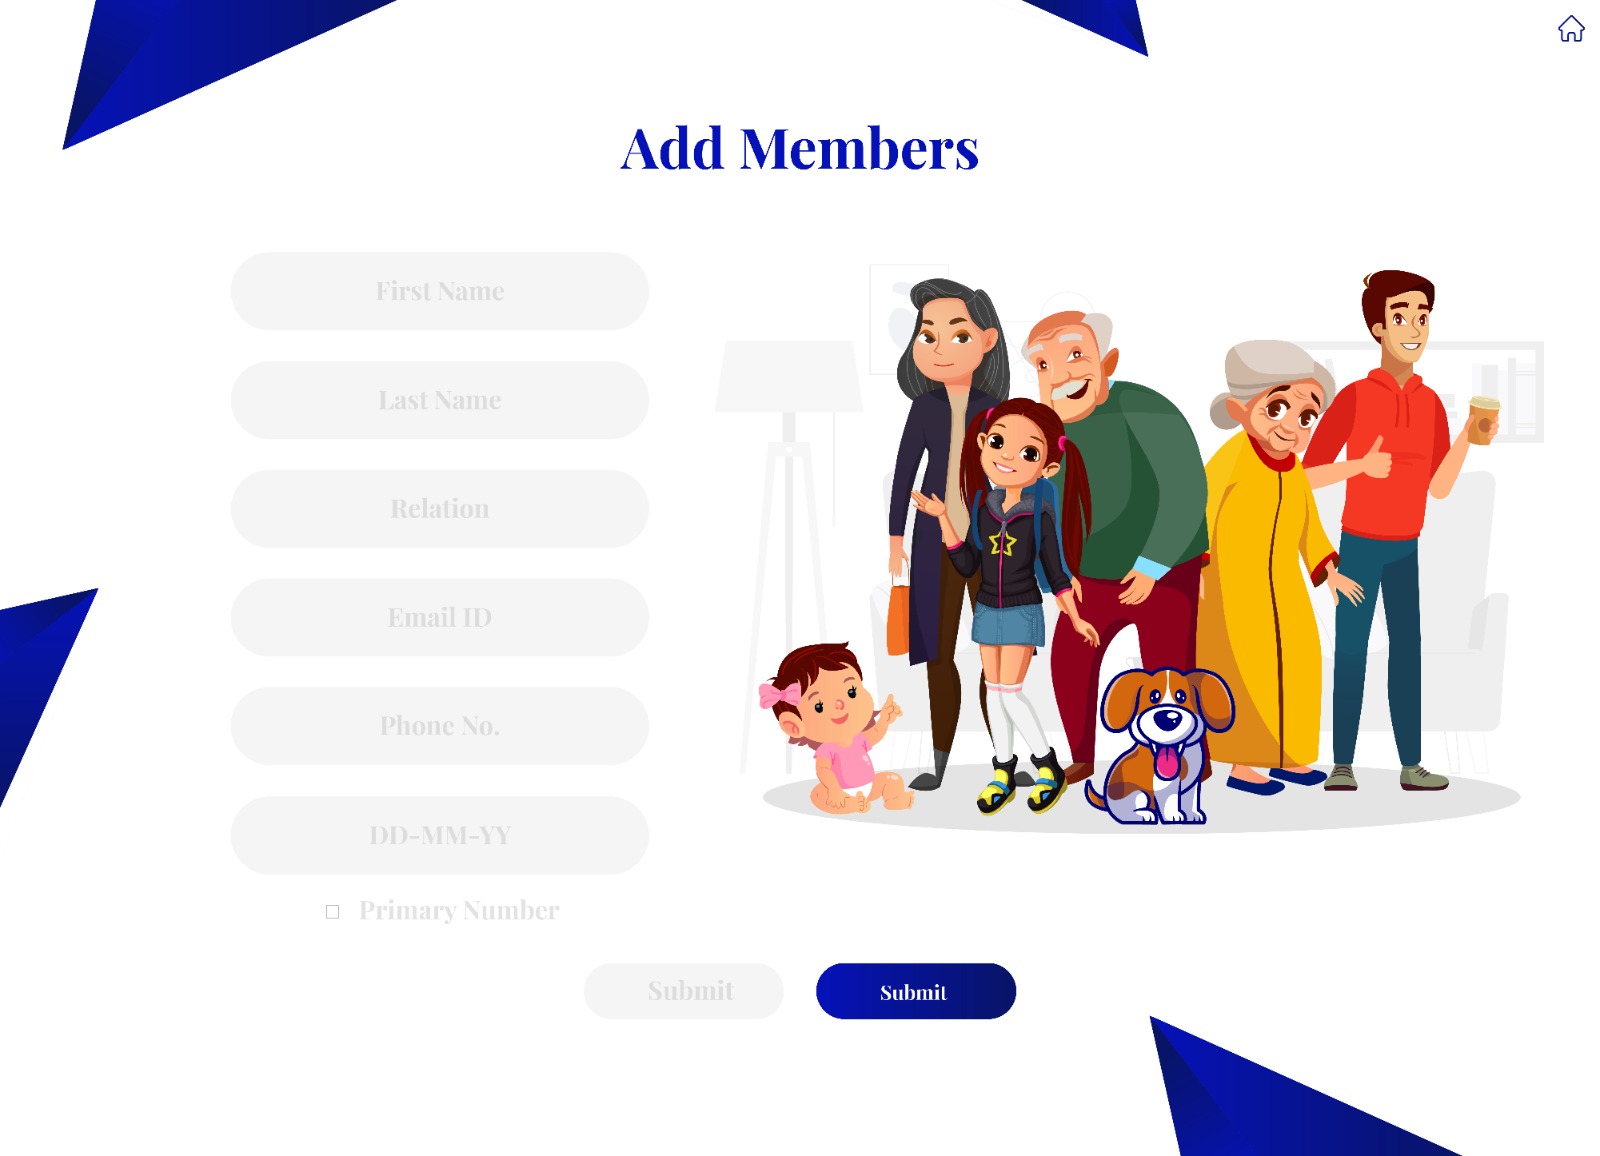 Add Members
First Name
Last Name
Relation
Email ID
Phone No.
DD-MM-YY
Primary Number
Submit
Submit